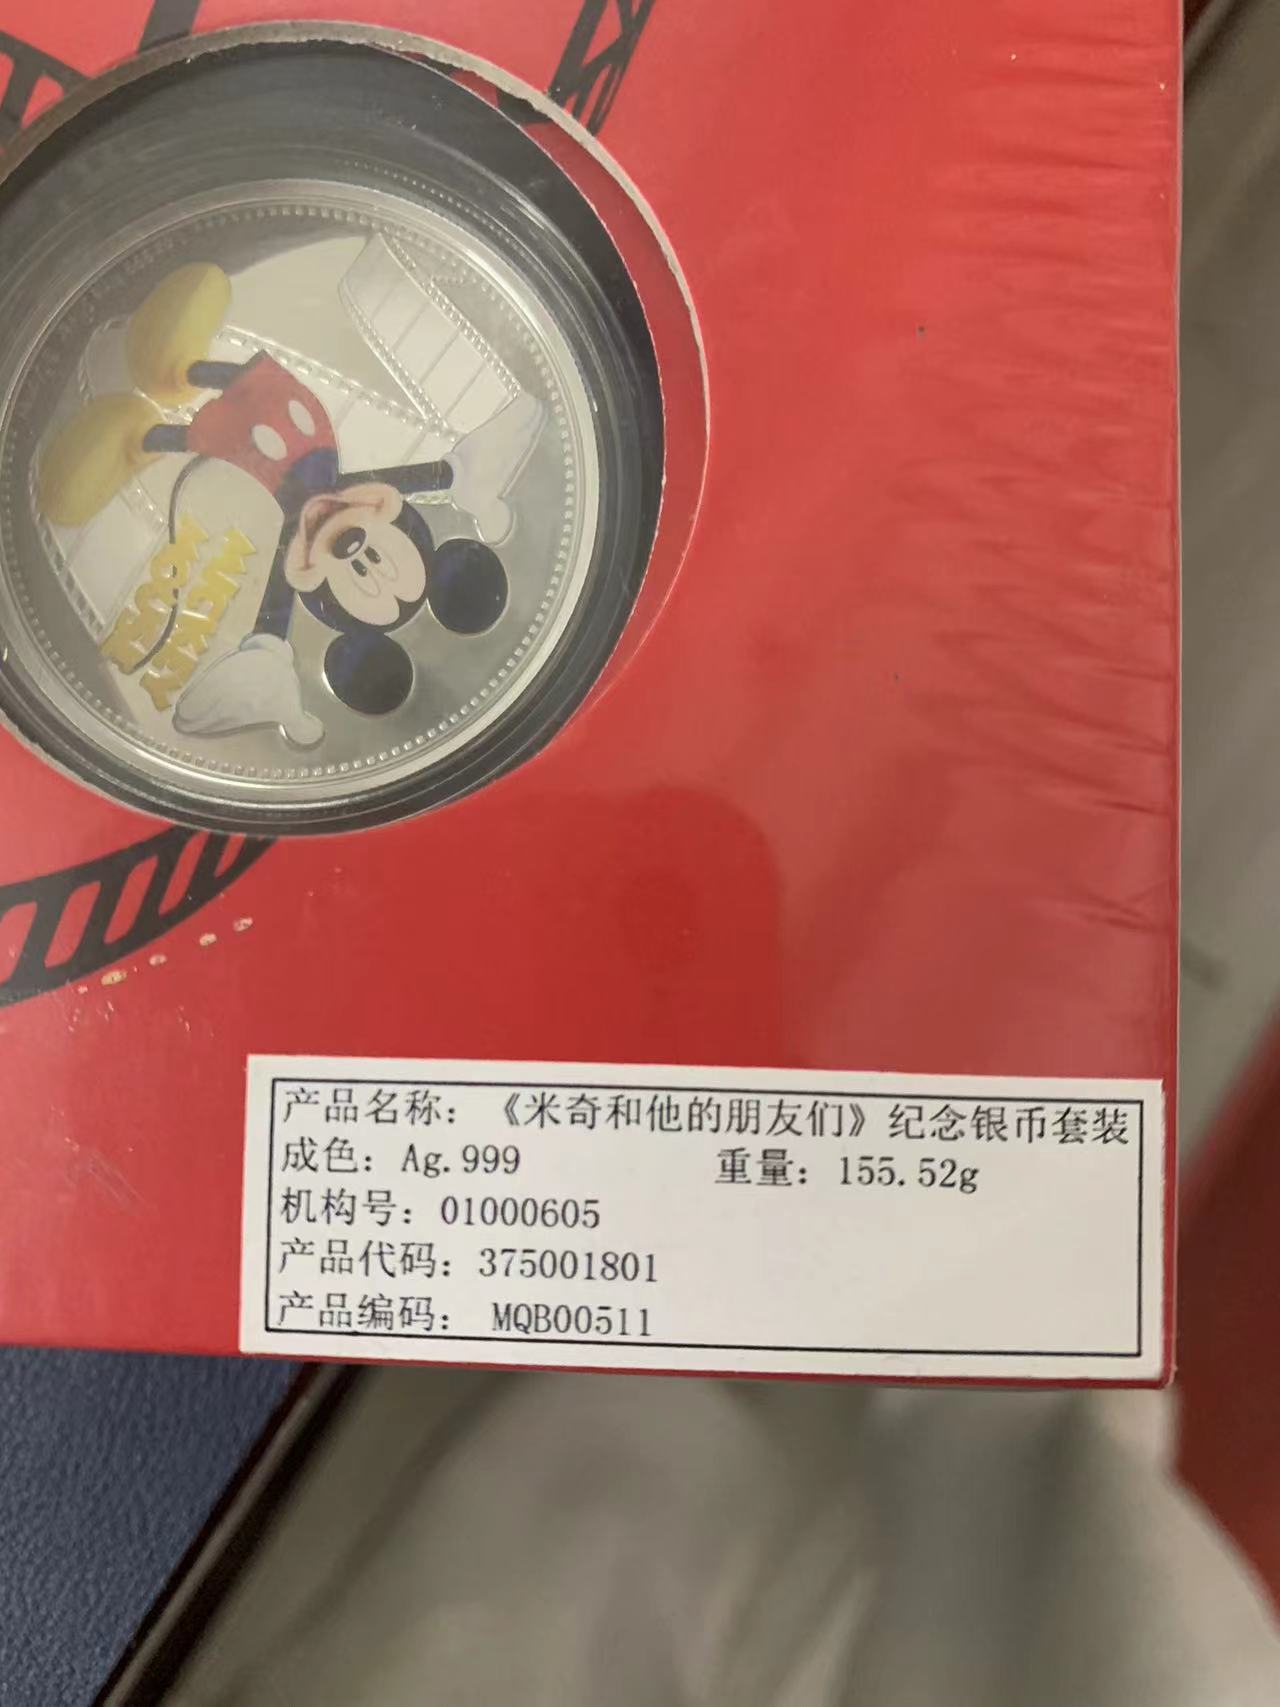 MICKEY
MOUSE
产品名称：《米奇和他的朋友们》纪念银币套装
成色：Ag.999 重量：155.52g
机构号：01000605
产品代码：375001801
产品编码： MQB00511